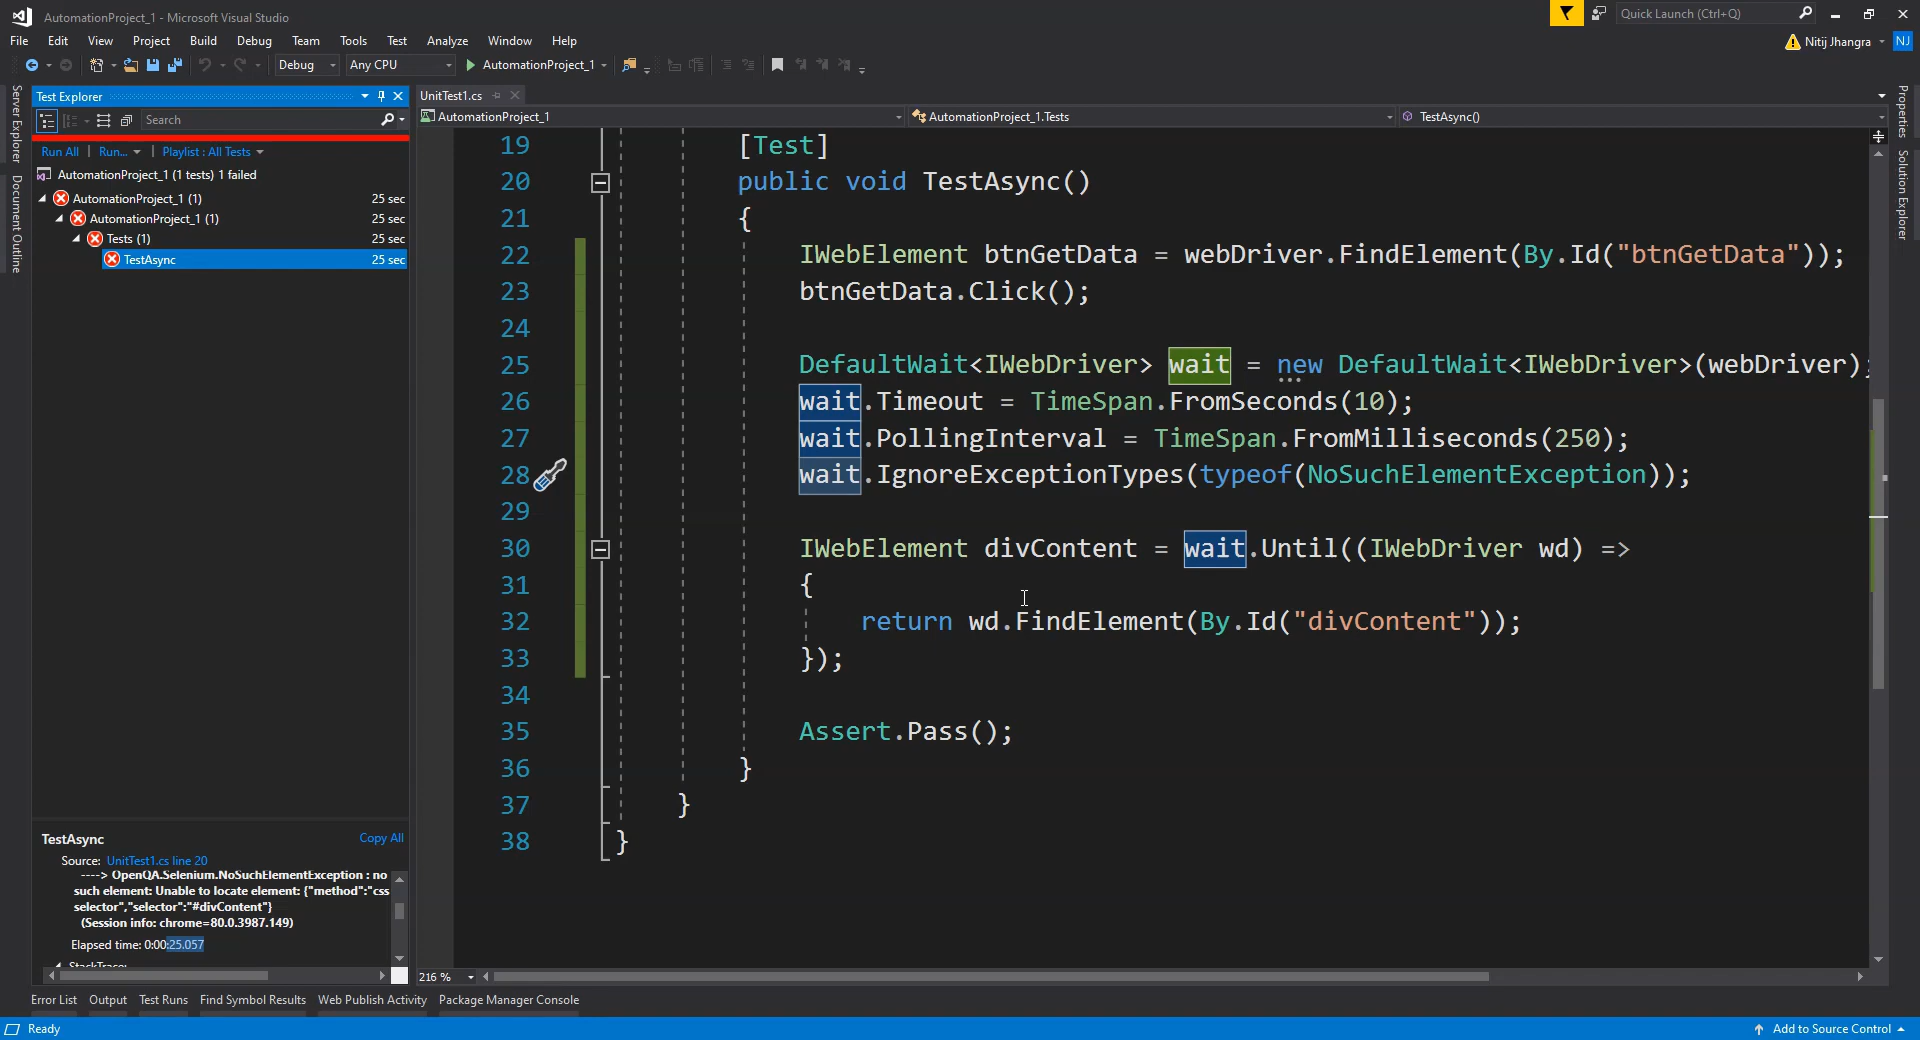 AutomationProject_1 - Microsoft Visual Studio
Quick Launch (Ctrl+Q)
File Edit View Project Build Debug Team Tools Test Analyze Window Help
Nitij Jhangra NJ
Debug Any CPU AutomationProject_1
Server Explorer
Document Outline
Test Explorer
Search
Run All Run... Playlist : All Tests
AutomationProject_1 (1 tests) 1 failed
AutomationProject_1 (1) 25 sec
AutomationProject_1 (1) 25 sec
Tests (1) 25 sec
TestAsync 25 sec
TestAsync Copy All
Source: UnitTest1.cs line 20
----> OpenQA.Selenium.NoSuchElementException : no
such element: Unable to locate element: {"method":"css
selector","selector":"#divContent"}
(Session info: chrome=80.0.3987.149)
Elapsed time: 0:00:25.057
StackTrace:
UnitTest1.cs
AutomationProject_1 AutomationProject_1.Tests TestAsync()
19 [Test]
20 public void TestAsync()
21 {
22 IWebElement btnGetData = webDriver.FindElement(By.Id("btnGetData"));
23 btnGetData.Click();
24
25 DefaultWait<IWebDriver> wait = new DefaultWait<IWebDriver>(webDriver);
26 wait.Timeout = TimeSpan.FromSeconds(10);
27 wait.PollingInterval = TimeSpan.FromMilliseconds(250);
28 wait.IgnoreExceptionTypes(typeof(NoSuchElementException));
29
30 IWebElement divContent = wait.Until((IWebDriver wd) =>
31 {
32 return wd.FindElement(By.Id("divContent"));
33 });
34
35 Assert.Pass();
36 }
37 }
38 }
216 %
Properties
Solution Explorer
Error List Output Test Runs Find Symbol Results Web Publish Activity Package Manager Console
Ready
Add to Source Control